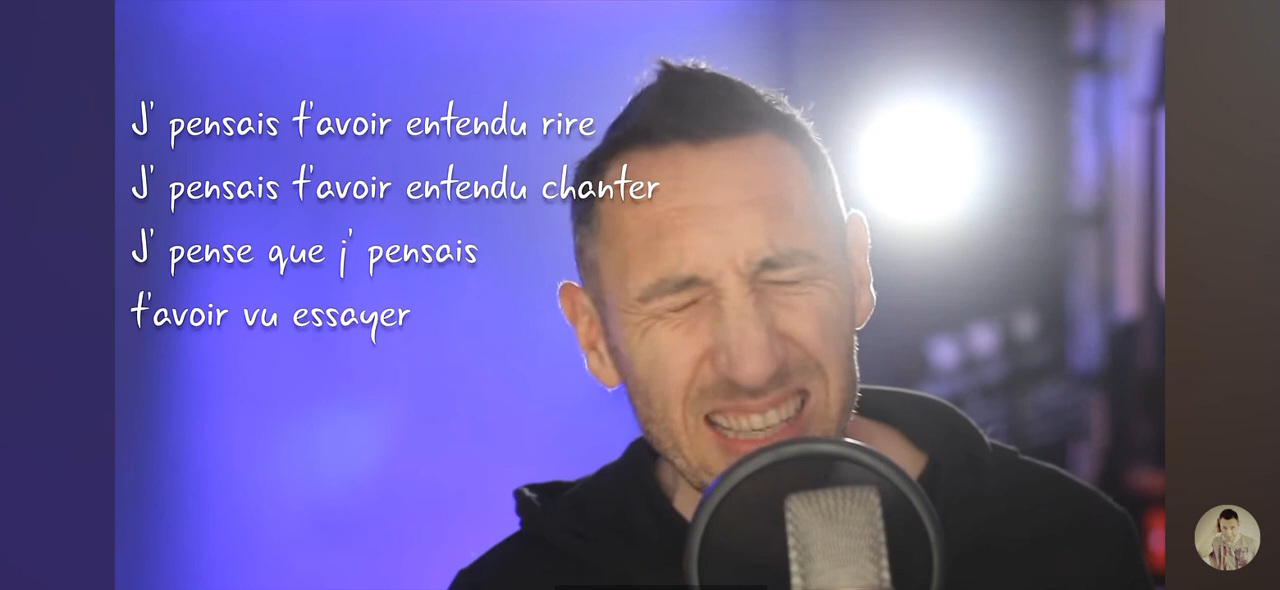 J' pensais t'avoir entendu rire
J' pensais t'avoir entendu chanter
J' pense que j' pensais
t'avoir vu essayer